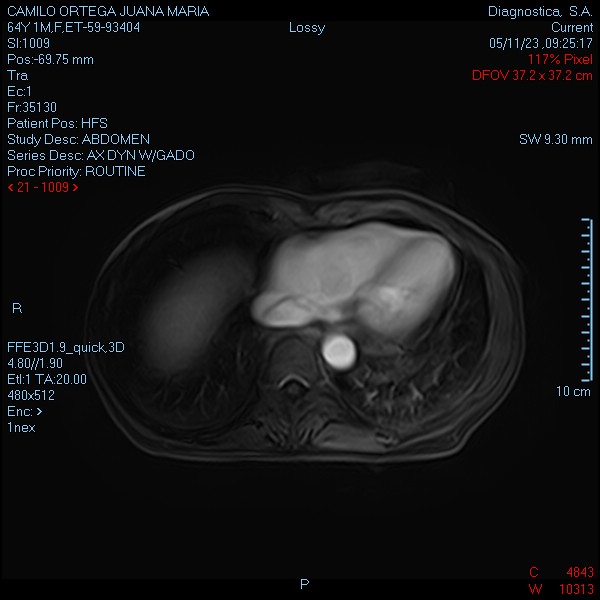 CAMILO ORTEGA JUANA MARIA
64Y 1M,F,ET-59-93404
SI:1009
Pos:-69.75 mm
Tra
Ec:1
Fr:35130
Patient Pos: HFS
Study Desc: ABDOMEN
Series Desc: AX DYN W/GADO
Proc Priority: ROUTINE
< 21 - 1009 >
Lossy
Diagnostica, S.A.
Current
05/11/23 ,09:25:17
117% Pixel
DFOV 37.2 x 37.2 cm
SW 9.30 mm
R
10 cm
FFE3D1.9_quick,3D
4.80//1.90
Etl:1 TA:20.00
480x512
Enc: >
1nex
P
C 4843
W 10313